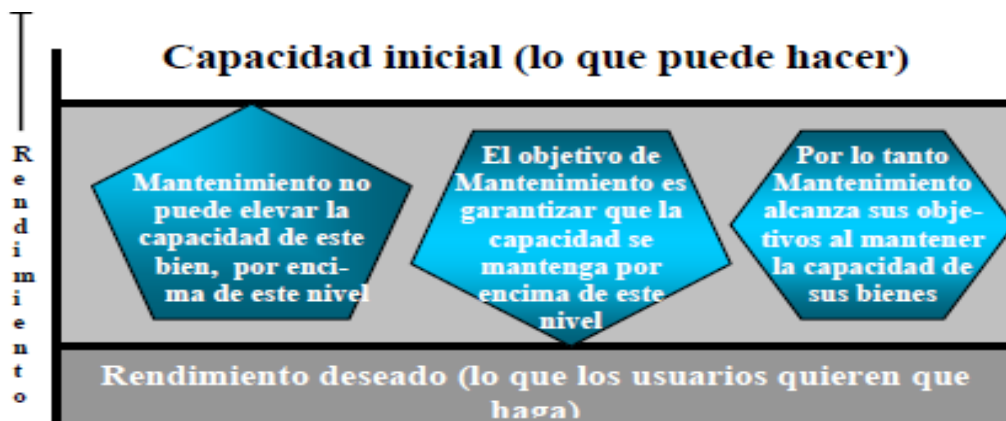 Capacidad inicial (lo que puede hacer)
Rendimiento
Mantenimiento no
puede elevar la
capacidad de este
bien, por enci-
ma de este nivel
El objetivo de
Mantenimiento es
garantizar que la
capacidad se
mantenga por
encima de este
nivel
Por lo tanto
Mantenimiento
alcanza sus obje-
tivos al mantener
la capacidad de
sus bienes
Rendimiento deseado (lo que los usuarios quieren que
haga)